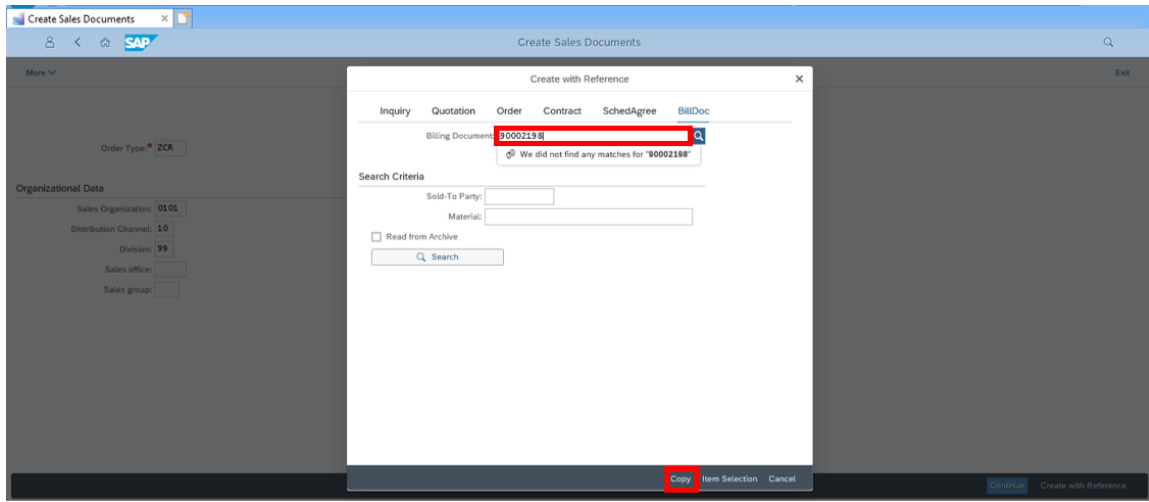 Create Sales Documents
SAP
Create Sales Documents
More
Exit
Create with Reference
Inquiry Quotation Order Contract SchedAgree BillDoc
Billing Document: 90002198
We did not find any matches for "90002198"
Order Type:* ZCR
Search Criteria
Organizational Data
Sold-To Party:
Sales Organization: 0101
Material:
Distribution Channel: 10
Read from Archive
Division: 99
Search
Sales office:
Sales group:
Copy Item Selection Cancel
Continue Create with Reference